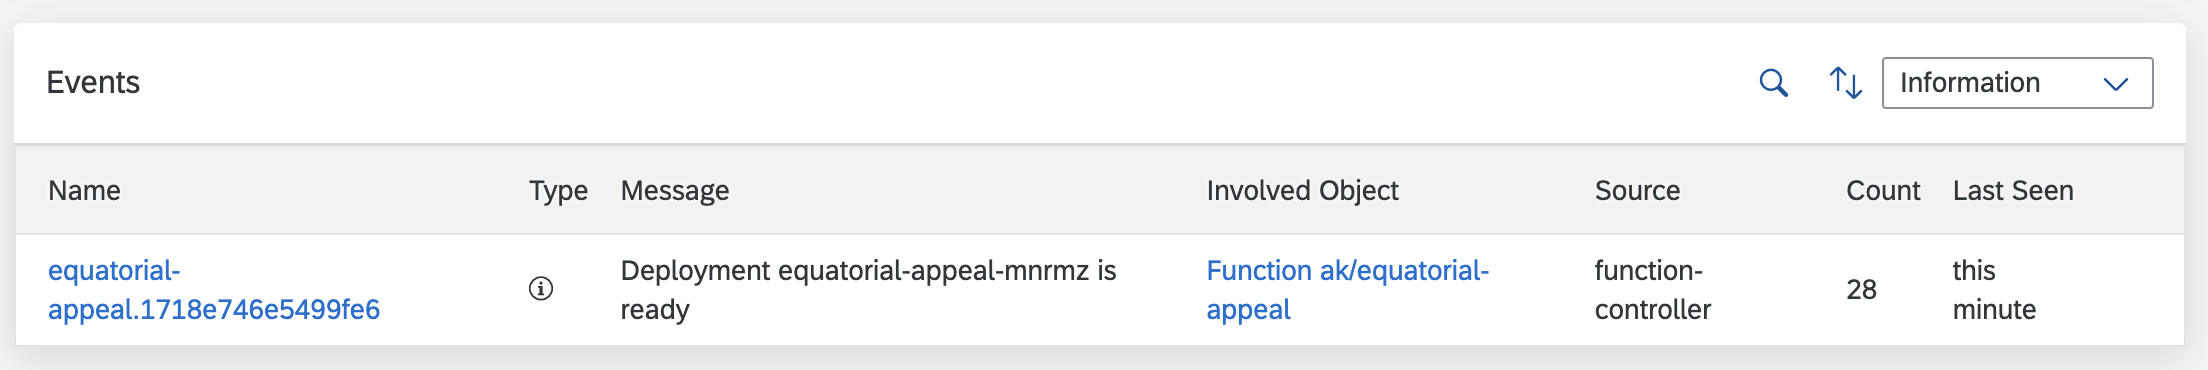 Events
Information
Name Type Message Involved Object Source Count Last Seen
equatorial-
appeal.1718e746e5499fe6
Deployment equatorial-appeal-mnrmz is
ready
Function ak/equatorial-
appeal
function-
controller
28
this
minute